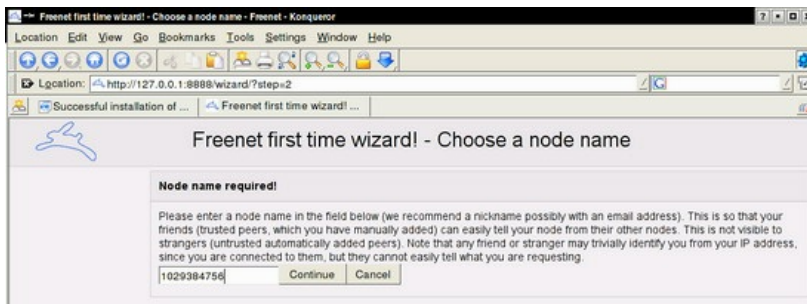 Freenet first time wizard! - Choose a node name - Freenet - Konqueror
Location Edit View Go Bookmarks Tools Settings Window Help
Location: http://127.0.0.1:8888/wizard/?step=2
Successful installation of ... Freenet first time wizard! ...
Freenet first time wizard! - Choose a node name
Node name required!
Please enter a node name in the field below (we recommend a nickname possibly with an email address). This is so that your
friends (trusted peers, which you have manually added) can easily tell your node from their other nodes. This is not visible to
strangers (untrusted automatically added peers). Note that any friend or stranger may trivially identify you from your IP address,
since you are connected to them, but they cannot easily tell what you are requesting.
1029384756 Continue Cancel